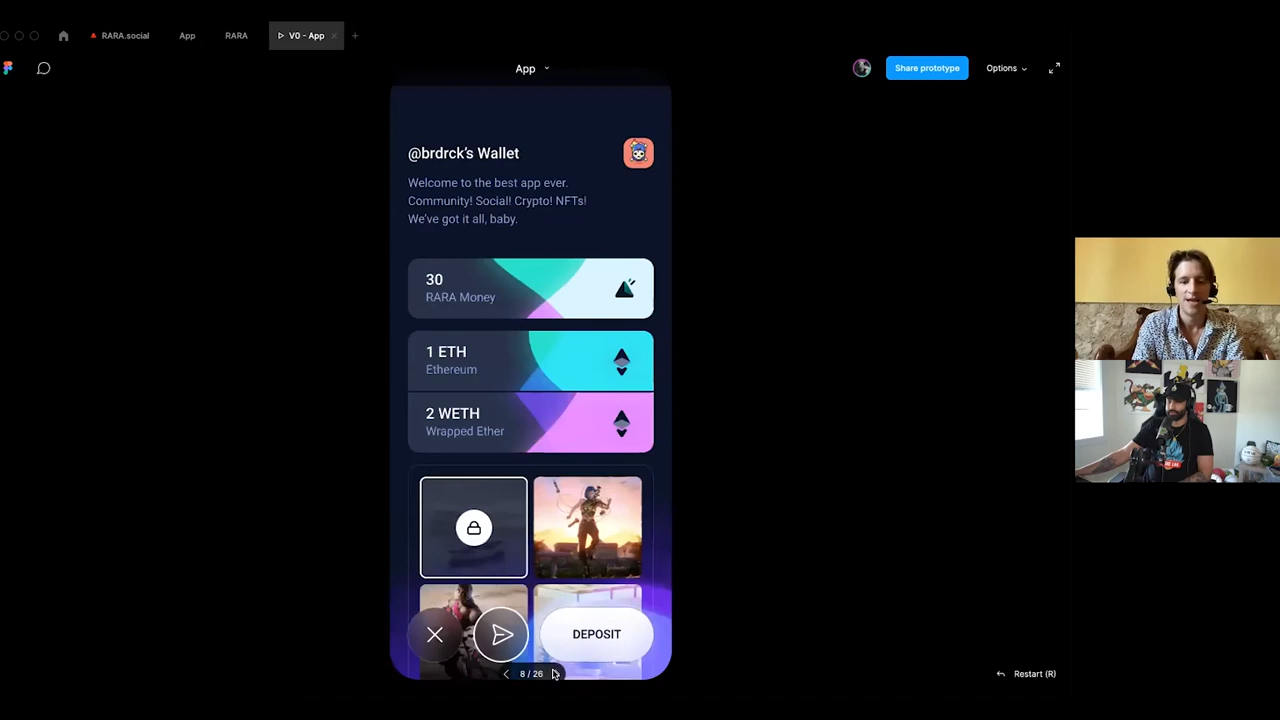 RARA.social
App
RARA
V0 - App
App
Share prototype
Options
@brdrck's Wallet
Welcome to the best app ever.
Community! Social! Crypto! NFTs!
We've got it all, baby.
30
RARA Money
1 ETH
Ethereum
2 WETH
Wrapped Ether
DEPOSIT
8 / 26
Restart (R)